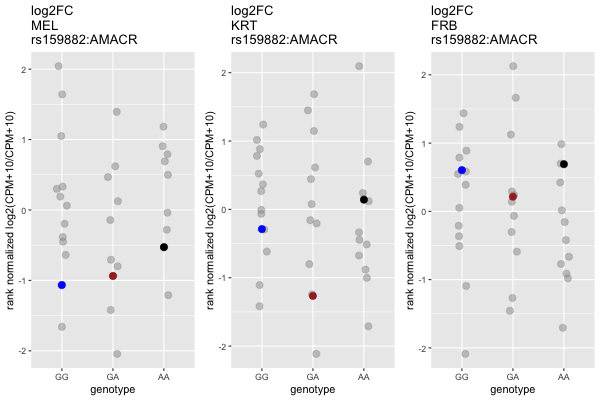 log2FC
MEL
rs159882:AMACR
rank normalized log2(CPM+10/CPM+10)
2
1
0
-1
-2
GG
GA
AA
genotype
log2FC
KRT
rs159882:AMACR
rank normalized log2(CPM+10/CPM+10)
2
1
0
-1
-2
GG
GA
AA
genotype
log2FC
FRB
rs159882:AMACR
rank normalized log2(CPM+10/CPM+10)
2
1
0
-1
-2
GG
GA
AA
genotype